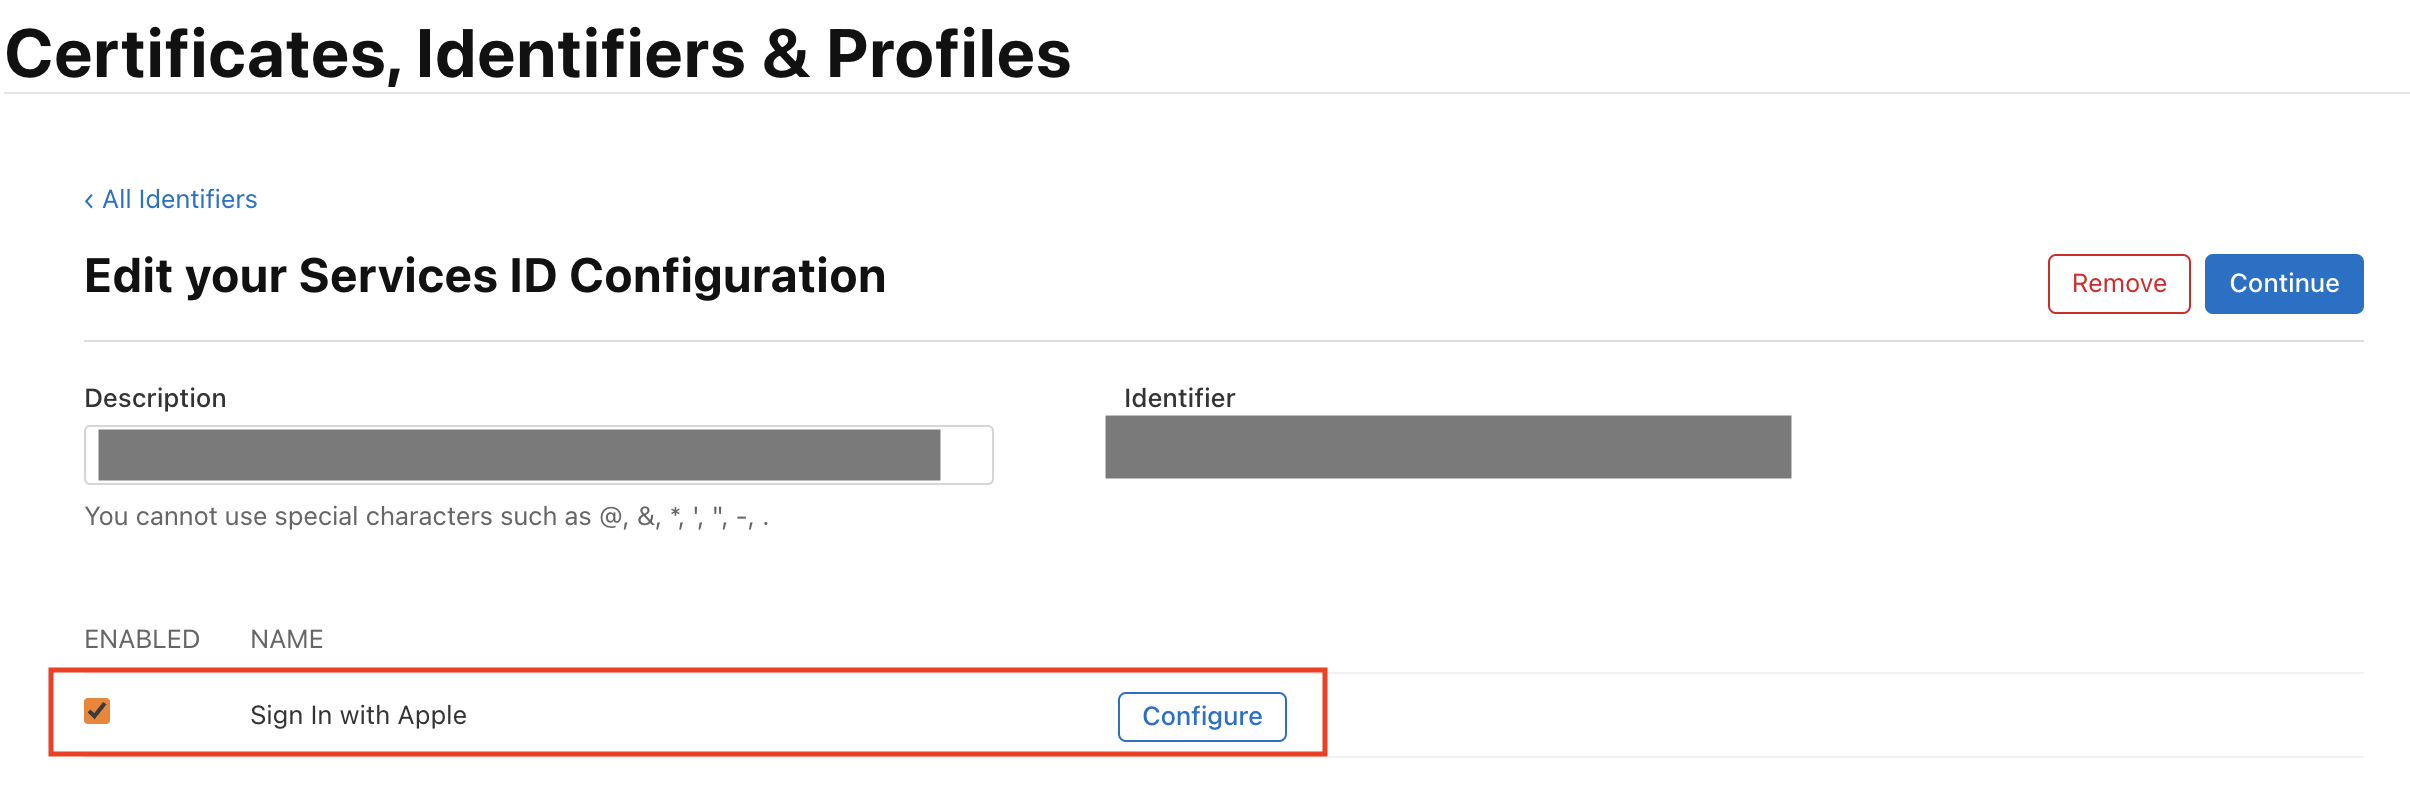 Certificates, Identifiers & Profiles
‹ All Identifiers
Edit your Services ID Configuration
Remove
Continue
Description
Identifier
You cannot use special characters such as @, &, *, ', ", -, .
ENABLED
NAME
Sign In with Apple
Configure